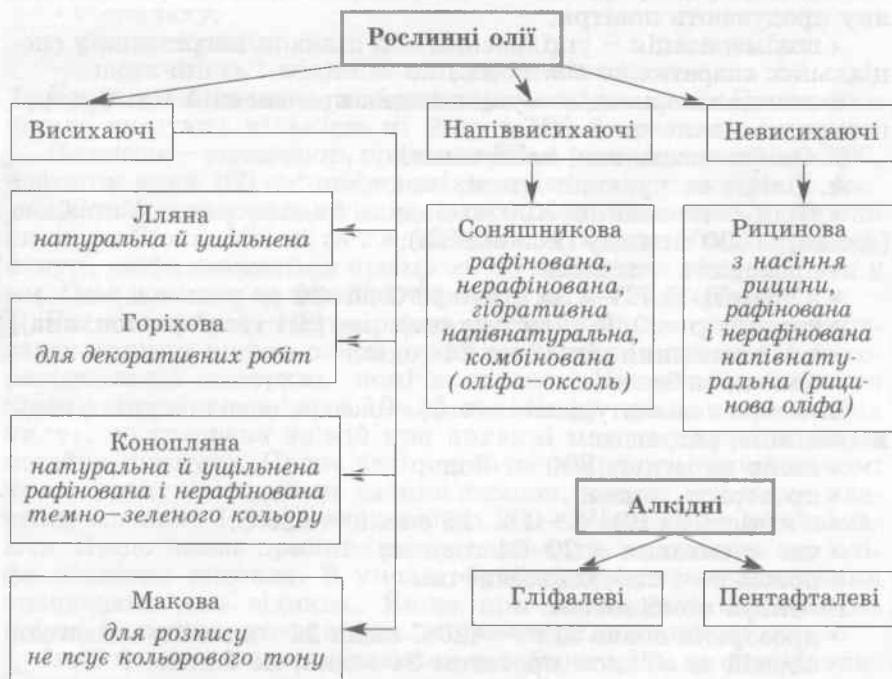 Рослинні олії
Висихаючі
Напіввисихаючі
Невисихаючі
Лляна
натуральна й ущільнена
Горіхова
для декоративних робіт
Конопляна
натуральна й ущільнена
рафінована і нерафінована
темно–зеленого кольору
Макова
для розпису
не псує кольорового тону
Соняшникова
рафінована,
нерафінована,
гідративна
напівнатуральна,
комбінована
(оліфа–оксоль)
Рицинова
з насіння
рицини,
рафінована
і нерафінована
напівнату-
ральна (рици-
нова оліфа)
Алкідні
Гліфалеві
Пентафталеві